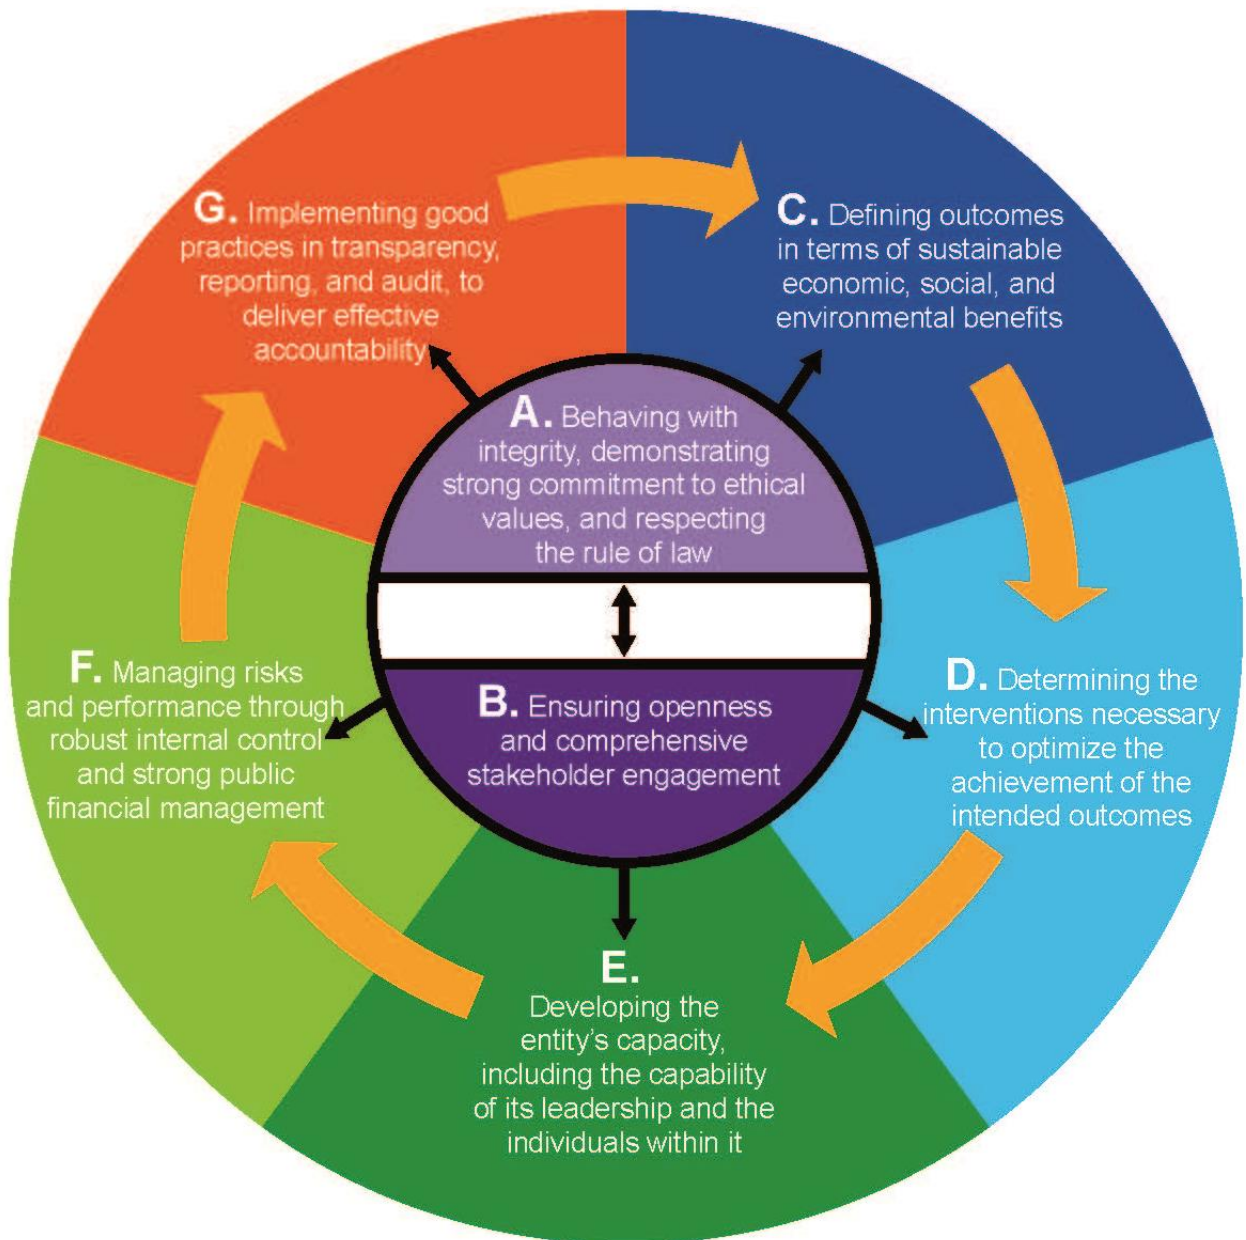 A. Behaving with
integrity, demonstrating
strong commitment to ethical
values, and respecting
the rule of law
B. Ensuring openness
and comprehensive
stakeholder engagement
C. Defining outcomes
in terms of sustainable
economic, social, and
environmental benefits
D. Determining the
interventions necessary
to optimize the
achievement of the
intended outcomes
E.
Developing the
entity's capacity,
including the capability
of its leadership and the
individuals within it
F. Managing risks
and performance through
robust internal control
and strong public
financial management
G. Implementing good
practices in transparency,
reporting, and audit, to
deliver effective
accountability